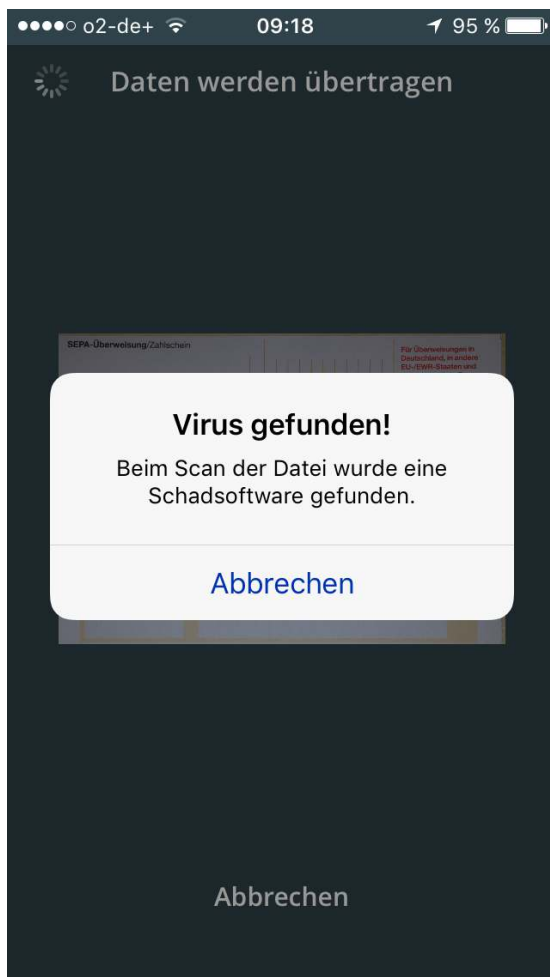 o2-de+ 09:18 95 %
Daten werden übertragen
SEPA-Überweisung/Zahlschein
Für Überweisungen in
Deutschland, in andere
EU-/EWR-Staaten und
Virus gefunden!
Beim Scan der Datei wurde eine
Schadsoftware gefunden.
Abbrechen
Abbrechen